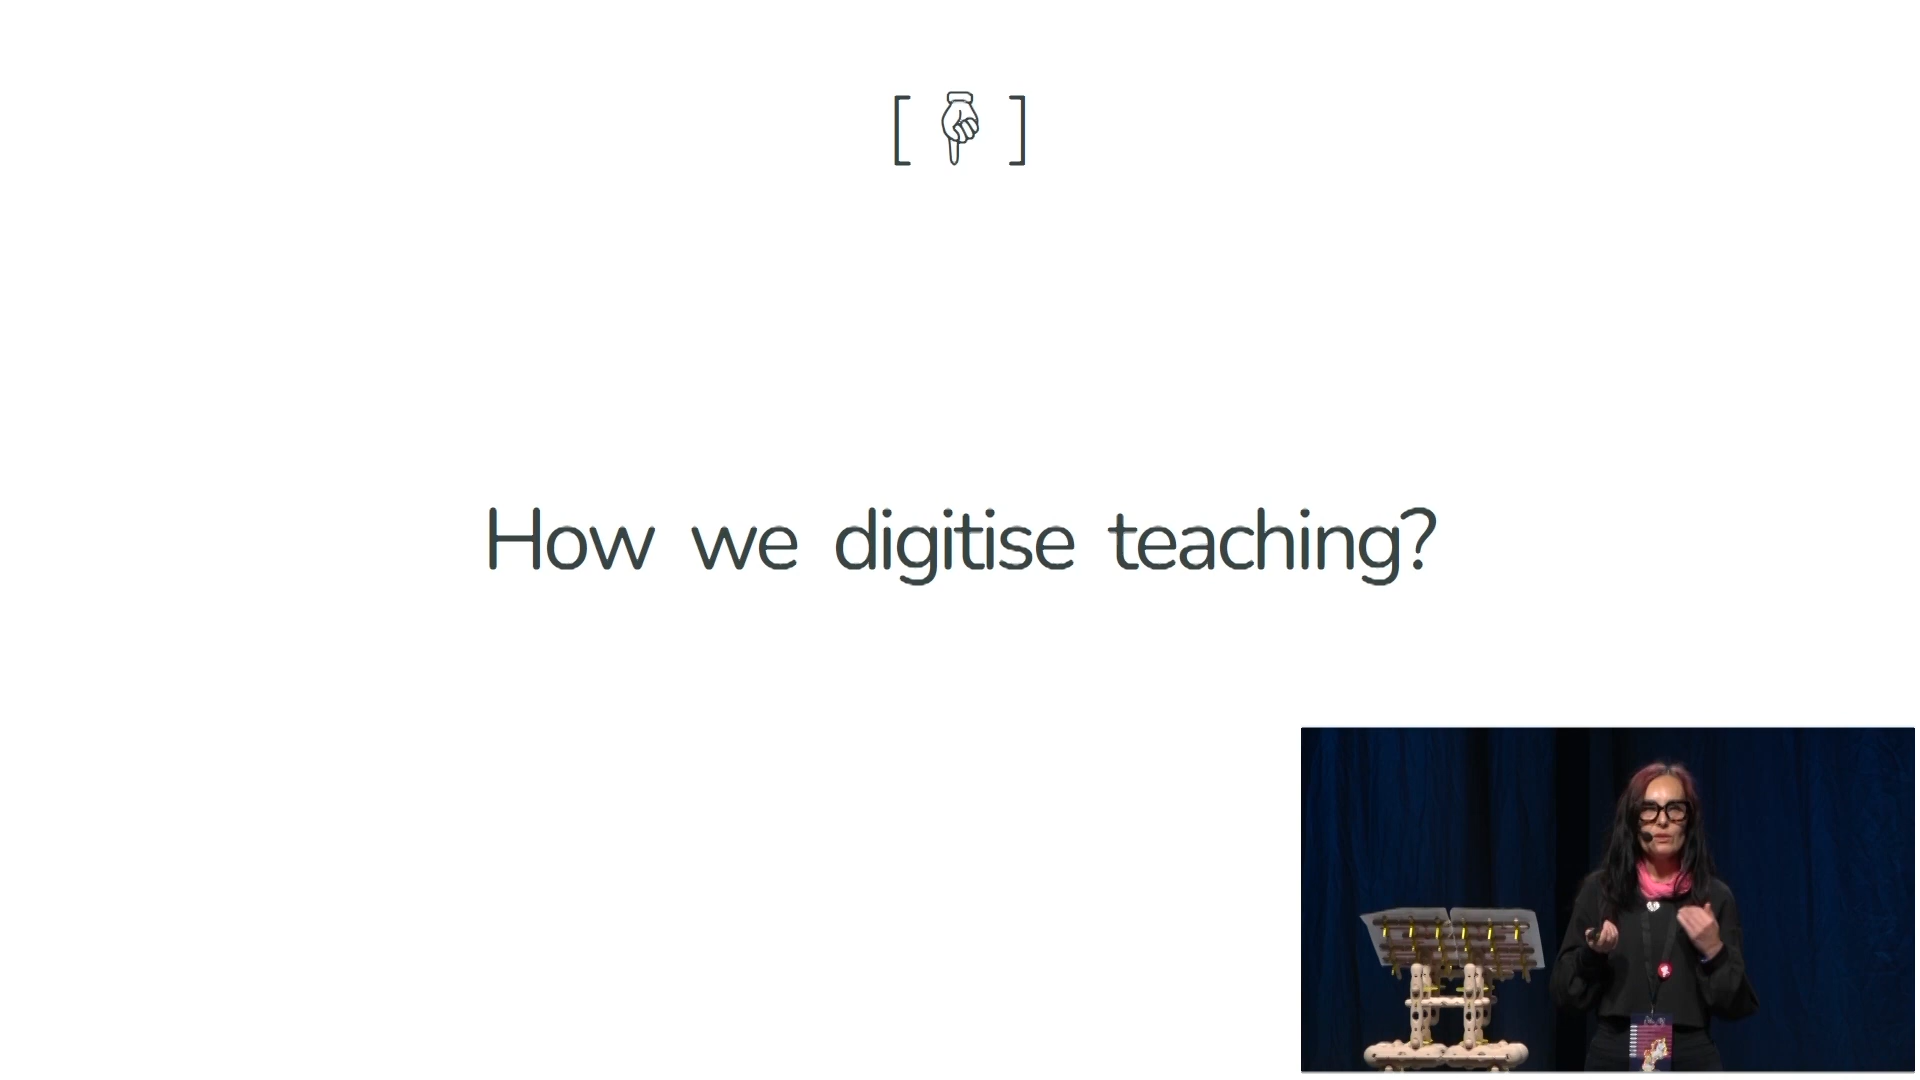 [ ☟ ]
How we digitise teaching?